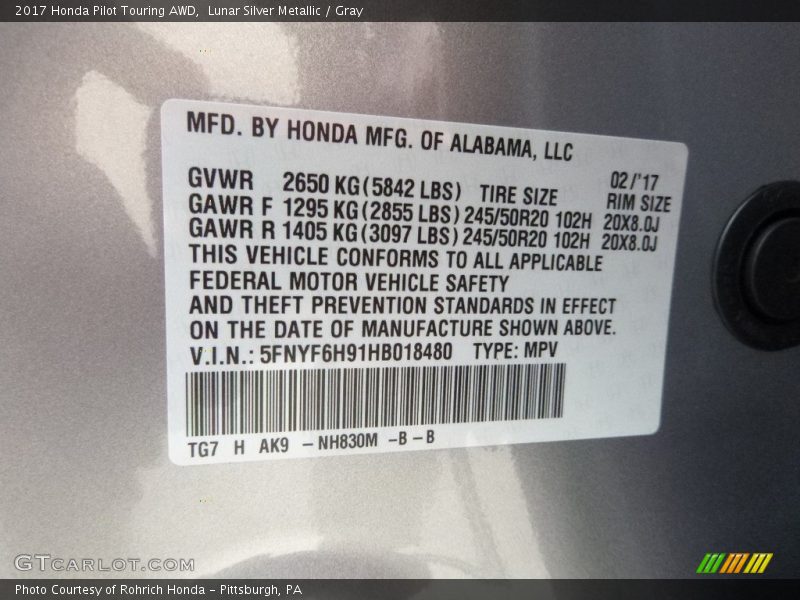 2017 Honda Pilot Touring AWD,  Lunar Silver Metallic / Gray
MFD. BY HONDA MFG. OF ALABAMA, LLC
02/'17
GVWR 2650 KG(5842 LBS) TIRE SIZE RIM SIZE
GAWR F 1295 KG(2855 LBS) 245/50R20 102H 20X8.0J
GAWR R 1405 KG(3097 LBS) 245/50R20 102H 20X8.0J
THIS VEHICLE CONFORMS TO ALL APPLICABLE
FEDERAL MOTOR VEHICLE SAFETY
AND THEFT PREVENTION STANDARDS IN EFFECT
ON THE DATE OF MANUFACTURE SHOWN ABOVE.
V.I.N.: 5FNYF6H91HB018480 TYPE: MPV
TG7 H AK9 -NH830M -B -B
GTCARLOT.COM
Photo Courtesy of Rohrich Honda - Pittsburgh, PA